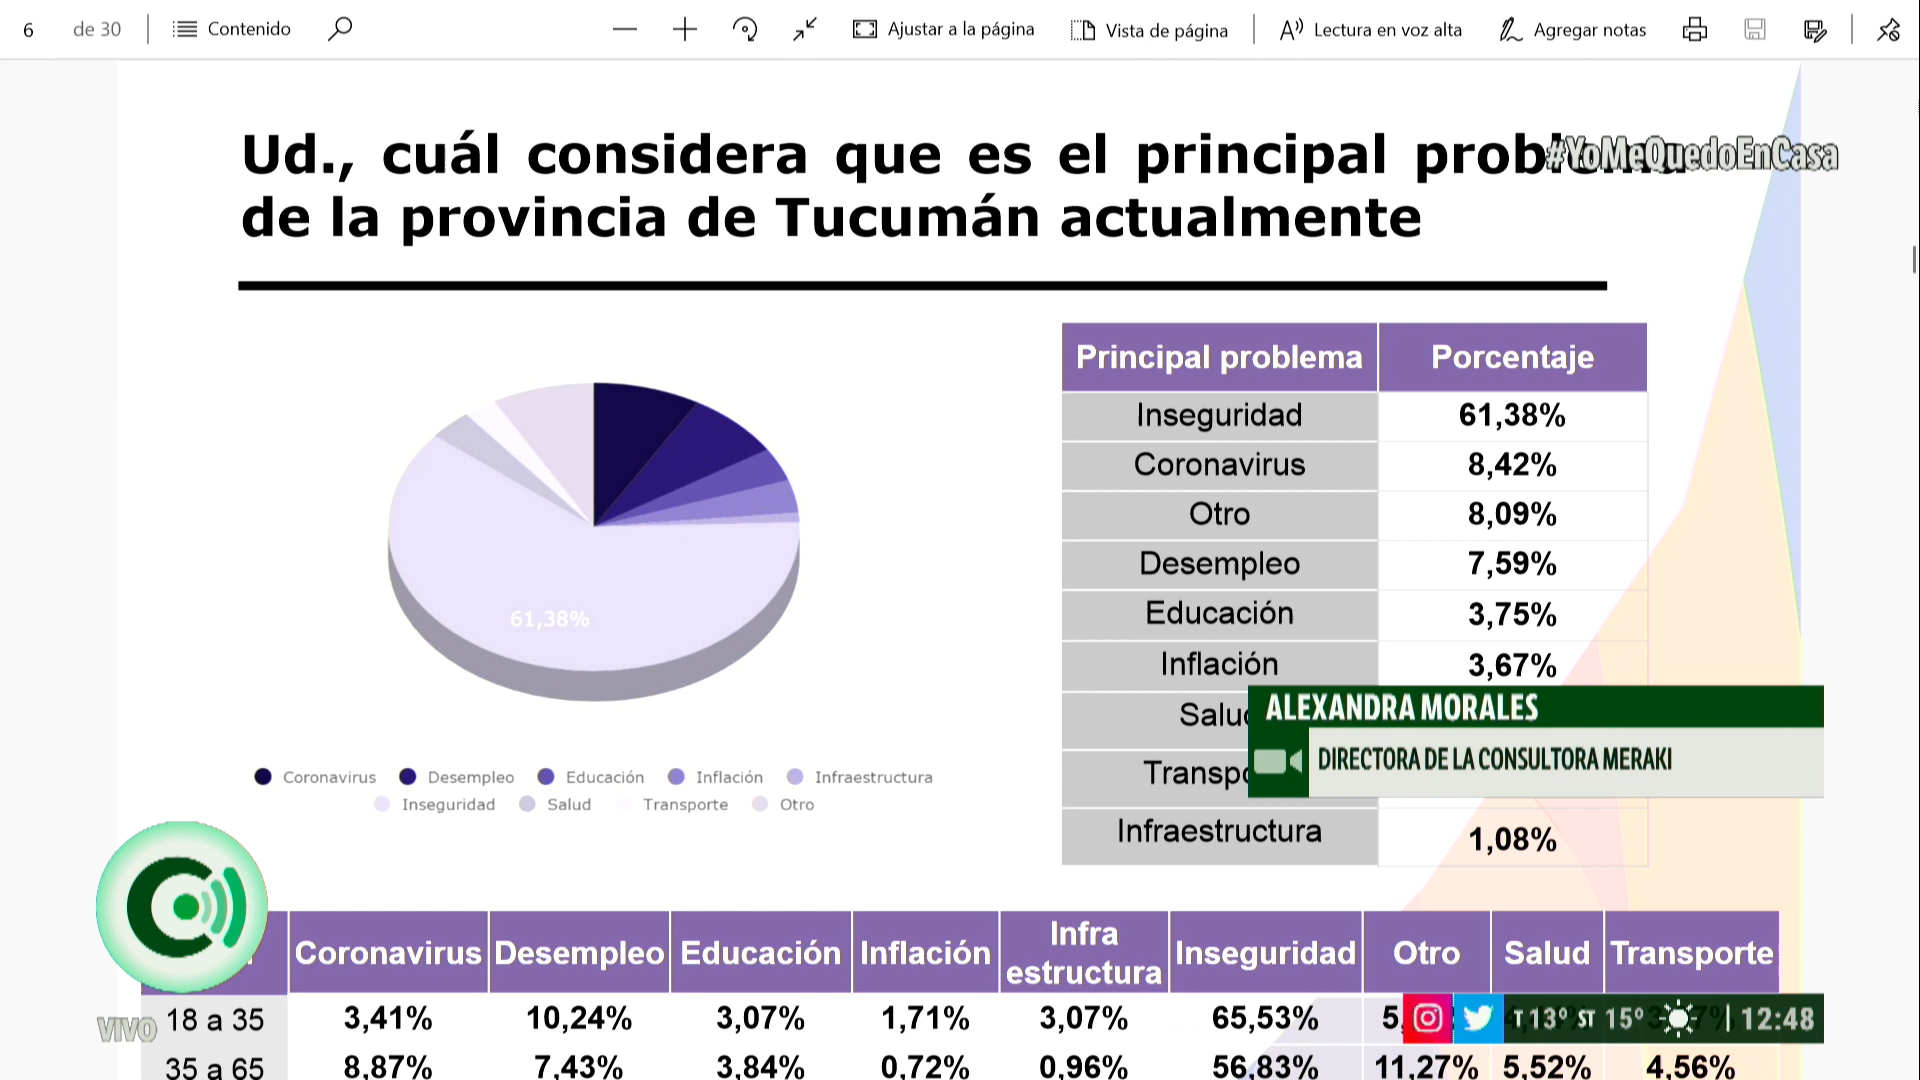 6 de 30 Contenido Ajustar a la página Vista de página Lectura en voz alta Agregar notas
#YoMeQuedoEnCasa
Ud., cuál considera que es el principal
de la provincia de Tucumán actualmente
Principal problema Porcentaje
Inseguridad 61,38%
Coronavirus 8,42%
Otro 8,09%
Desempleo 7,59%
Educación 3,75%
Inflación 3,67%
Infraestructura 1,08%
61,38%
Coronavirus Desempleo Educación Inflación Infraestructura
Inseguridad Salud Transporte Otro
ALEXANDRA MORALES
DIRECTORA DE LA CONSULTORA MERAKI
Coronavirus Desempleo Educación Inflación Infra estructura Inseguridad Otro Salud Transporte
18 a 35 3,41% 10,24% 3,07% 1,71% 3,07% 65,53%
35 a 65 8,87% 7,43% 3,84% 0,72% 0,96% 56,83% 11,27% 5,52% 4,56%
VIVO
T 13º ST 15º 12:48